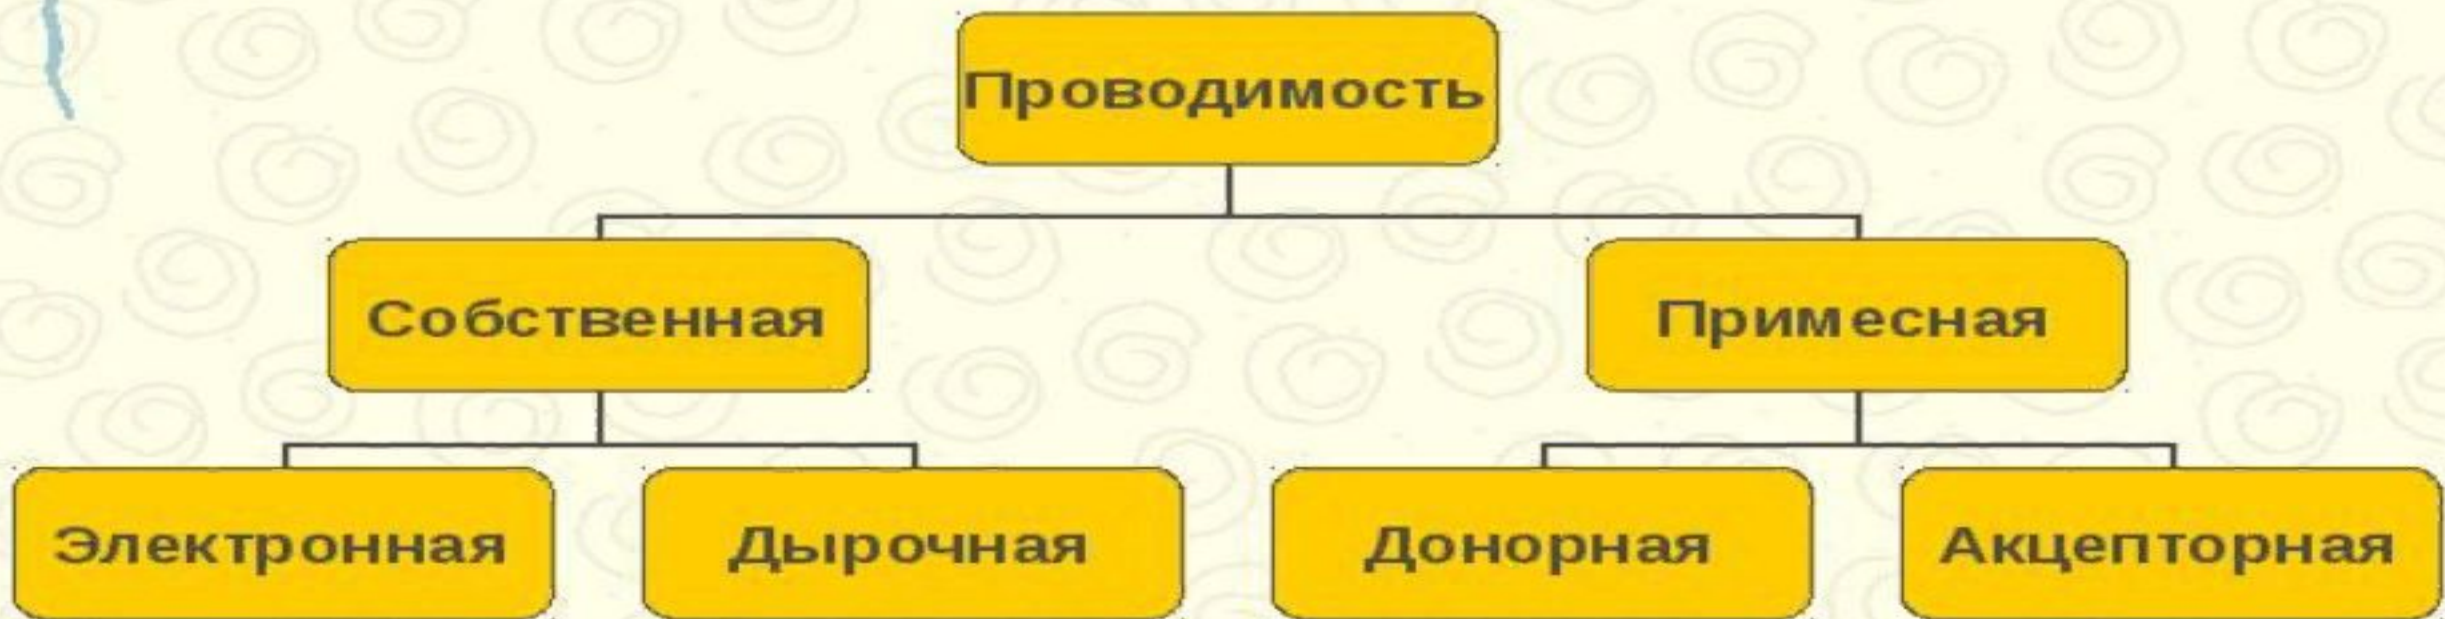 Проводимость
Собственная
Примесная
Электронная
Дырочная
Донорная
Акцепторная